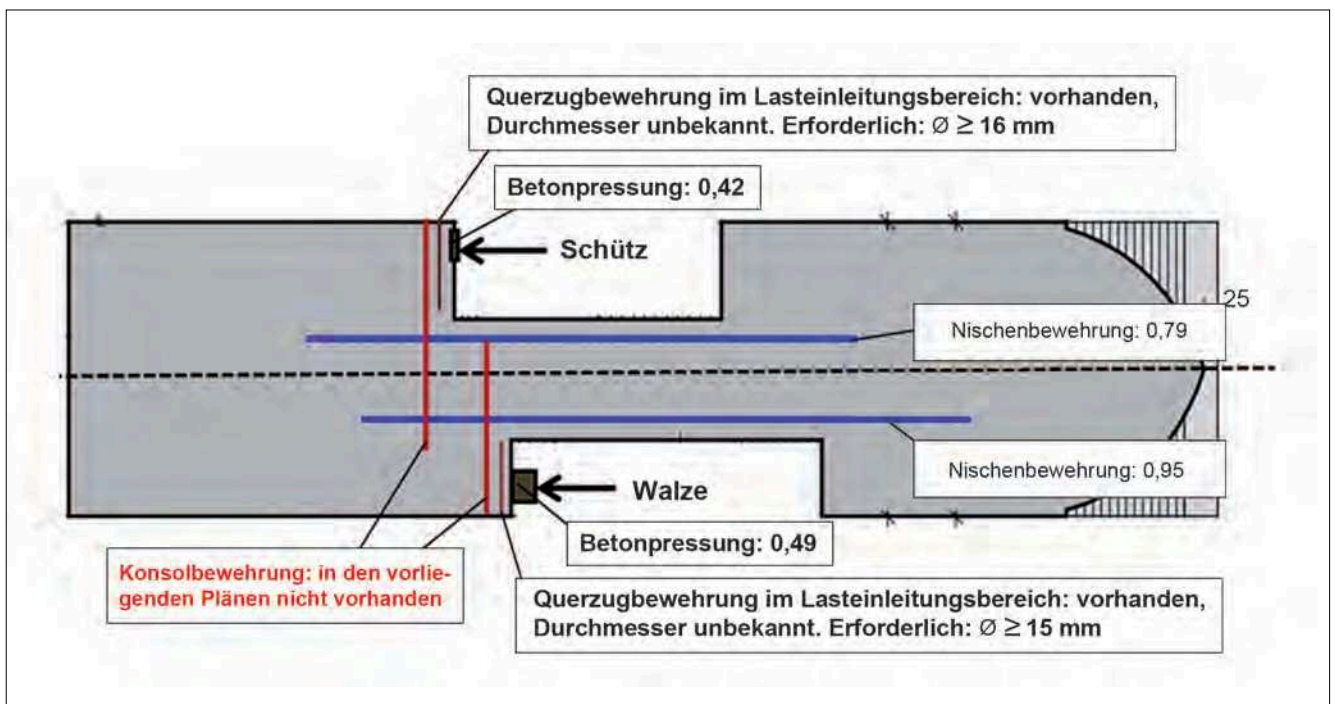 Querzugbewehrung im Lasteinleitungsbereich: vorhanden,
Durchmesser unbekannt. Erforderlich: Ø ≥ 16 mm
Betonpressung: 0,42
Schütz
25
Nischenbewehrung: 0,79
Nischenbewehrung: 0,95
Walze
Betonpressung: 0,49
Konsolbewehrung: in den vorlie-
genden Plänen nicht vorhanden
Querzugbewehrung im Lasteinleitungsbereich: vorhanden,
Durchmesser unbekannt. Erforderlich: Ø ≥ 15 mm